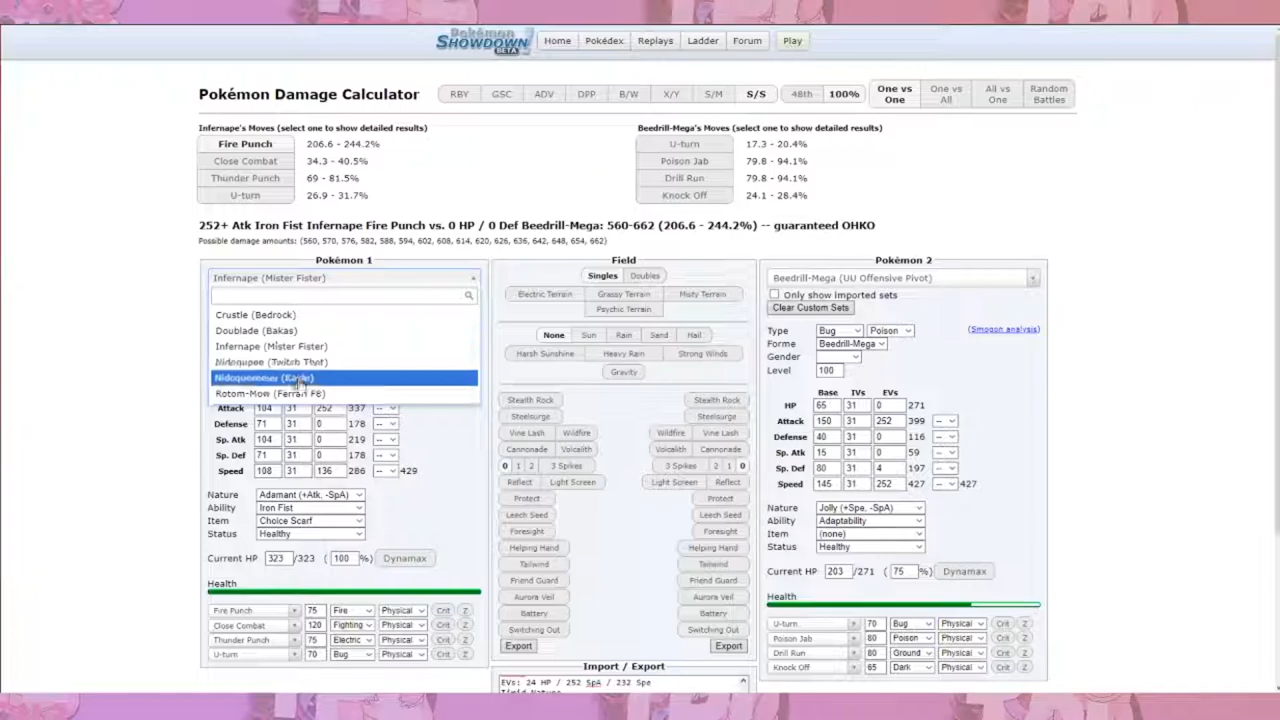 Pokémon
SHOWDOWN
BETA
Home Pokédex Replays Ladder Forum Play
Pokémon Damage Calculator
RBY GSC ADV DPP B/W X/Y S/M S/S 48th 100% One vs One One vs All All vs One Random Battles
Infernape's Moves (select one to show detailed results)
Fire Punch 206.6 - 244.2%
Close Combat 34.3 - 40.5%
Thunder Punch 69 - 81.5%
U-turn 26.9 - 31.7%
Beedrill-Mega's Moves (select one to show detailed results)
U-turn 17.3 - 20.4%
Poison Jab 79.8 - 94.1%
Drill Run 79.8 - 94.1%
Knock Off 24.1 - 28.4%
252+ Atk Iron Fist Infernape Fire Punch vs. 0 HP / 0 Def Beedrill-Mega: 560-662 (206.6 - 244.2%) -- guaranteed OHKO
Possible damage amounts: (560, 570, 576, 582, 588, 594, 602, 608, 614, 620, 626, 636, 642, 648, 654, 662)
Pokémon 1
Infernape (Mister Fister)
Crustle (Bedrock)
Doublade (Bakas)
Infernape (Mister Fister)
(Twitch Thot)
Rotom-Mow (Ferrari F8)
Attack 104 31 252 337 --
Defense 71 31 0 178
Sp. Atk 104 31 0 219 --
Sp. Def 71 31 0 178 --
Speed 108 31 136 286 -- 429
Nature Adamant (+Atk, -SpA)
Ability Iron Fist
Item Choice Scarf
Status Healthy
Current HP 323 /323 ( 100 %) Dynamax
Health
Fire Punch 75 Fire Physical Crit Z
Close Combat 120 Fighting Physical Crit Z
Thunder Punch 75 Electric Physical Crit Z
U-turn 70 Bug Physical Crit Z
Field
Singles Doubles
Electric Terrain Grassy Terrain Misty Terrain
Psychic Terrain
None Sun Rain Sand Hail
Harsh Sunshine Heavy Rain Strong Winds
Gravity
Stealth Rock Stealth Rock
Steelsurge Steelsurge
Vine Lash Wildfire Wildfire Vine Lash
Cannonade Volcalith Volcalith Cannonade
0 1 2 3 Spikes 3 Spikes 2 1 0
Reflect Light Screen Light Screen Reflect
Protect Protect
Leech Seed Leech Seed
Foresight Foresight
Helping Hand Helping Hand
Tailwind Tailwind
Friend Guard Friend Guard
Aurora Veil Aurora Veil
Battery Battery
Switching Out Switching Out
Export Export
Import / Export
EVs: 24 HP / 252 SpA / 232 Spe
Pokémon 2
Beedrill-Mega (UU Offensive Pivot)
Only show imported sets
Clear Custom Sets
Type Bug Poison (Smogon analysis)
Forme Beedrill-Mega
Gender
Level 100
Base IVs EVs
HP 65 31 0 271
Attack 150 31 252 399 --
Defense 40 31 0 116 --
Sp. Atk 15 31 0 59 --
Sp. Def 80 31 4 197 --
Speed 145 31 252 427 -- 427
Nature Jolly (+Spe, -SpA)
Ability Adaptability
Item (none)
Status Healthy
Current HP 203 /271 ( 75 %) Dynamax
Health
U-turn 70 Bug Physical Crit Z
Poison Jab 80 Poison Physical Crit Z
Drill Run 80 Ground Physical Crit Z
Knock Off 65 Dark Physical Crit Z